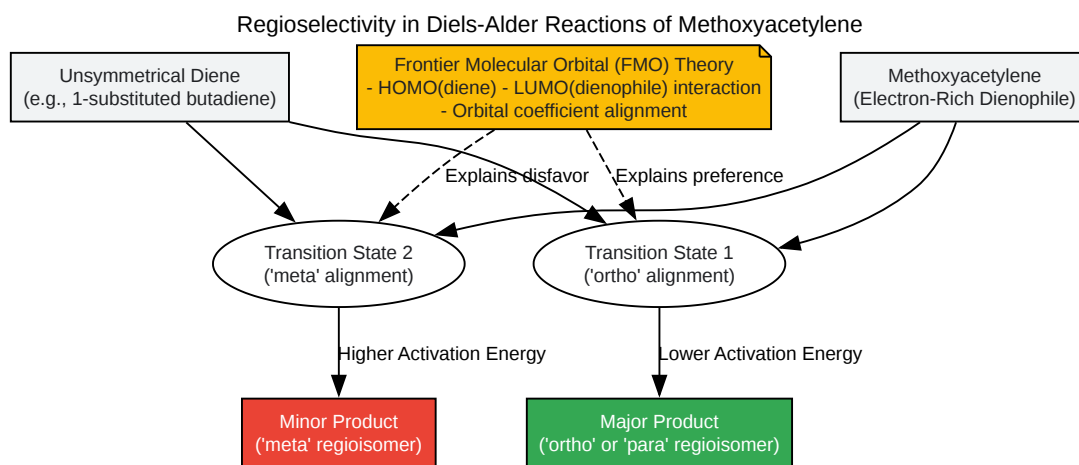 Regioselectivity in Diels-Alder Reactions of Methoxyacetylene
Unsymmetrical Diene
(e.g., 1-substituted butadiene)
Frontier Molecular Orbital (FMO) Theory
- HOMO(diene) - LUMO(dienophile) interaction
- Orbital coefficient alignment
Methoxyacetylene
(Electron-Rich Dienophile)
Explains disfavor
Explains preference
Transition State 2
('meta' alignment)
Transition State 1
('ortho' alignment)
Higher Activation Energy
Lower Activation Energy
Minor Product
('meta' regioisomer)
Major Product
('ortho' or 'para' regioisomer)